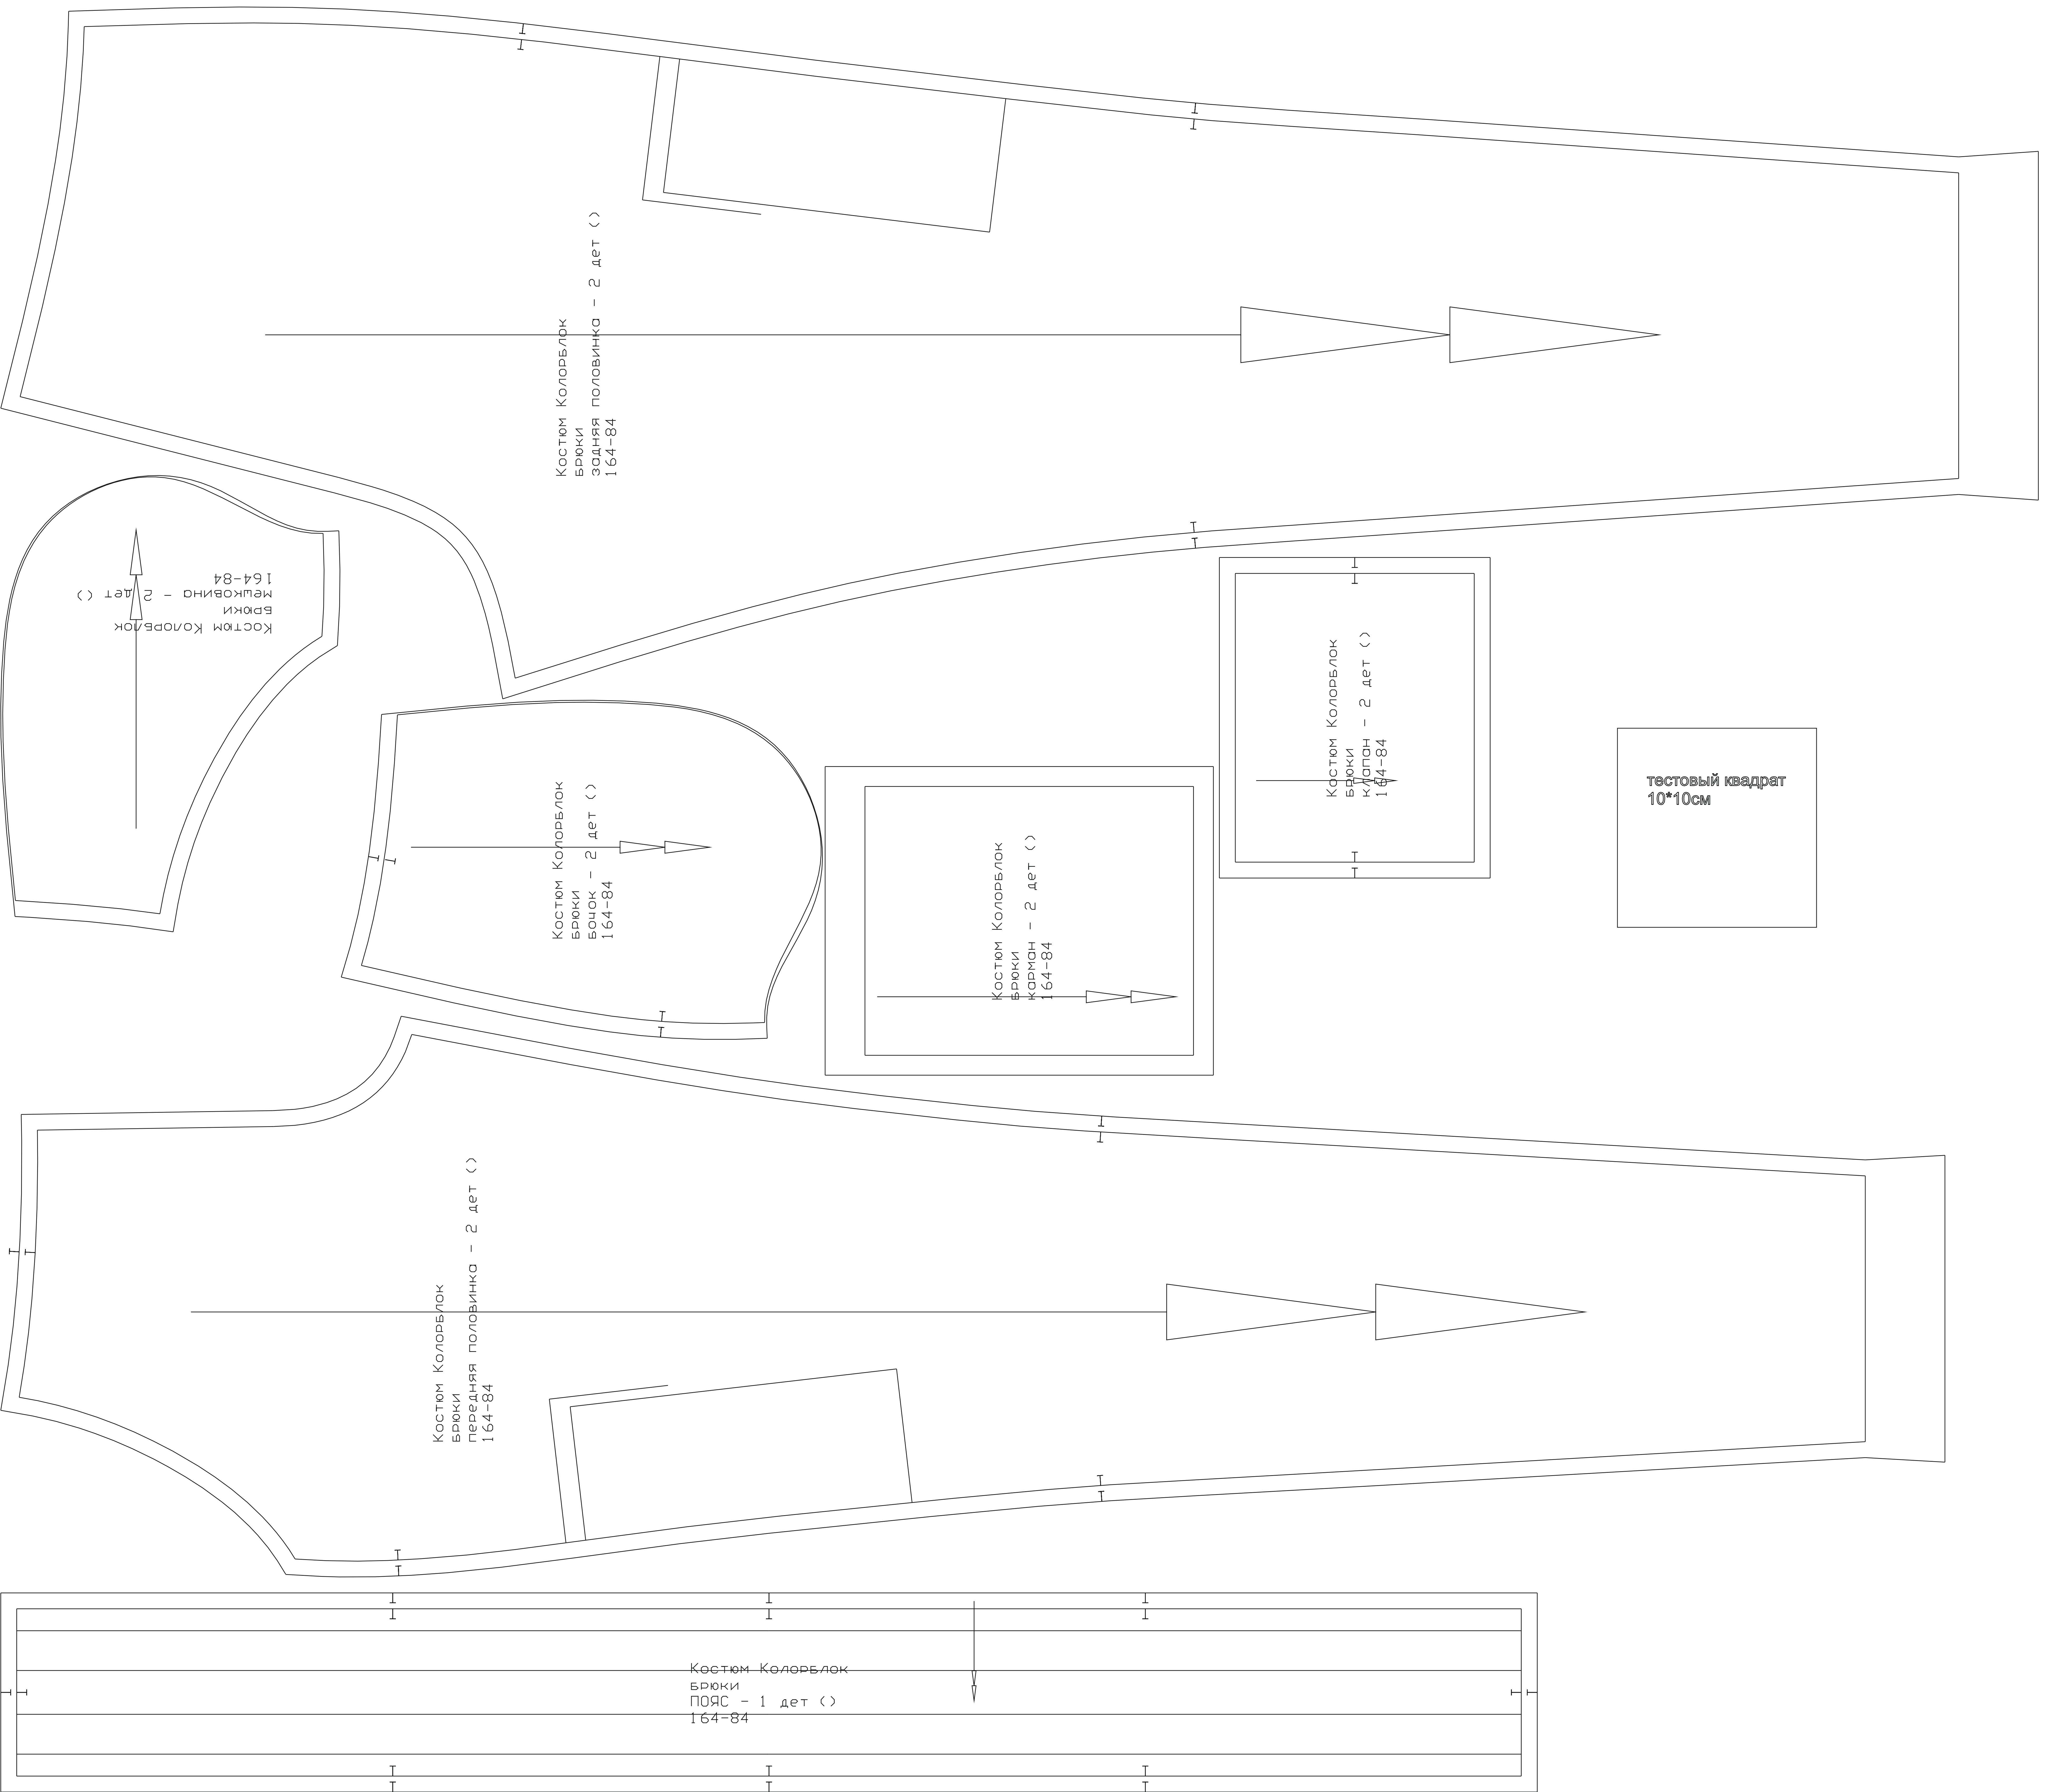 Костюм Колорблок
БРЮКИ
задняя половинка - 2 дет ()
164-84
Костюм Колорблок
БРЮКИ
мешковина - 2 дет ()
164-84
Костюм Колорблок
БРЮКИ
клапан - 2 дет ()
164-84
тестовый квадрат
10*10см
Костюм Колорблок
БРЮКИ
бочок - 2 дет ()
164-84
Костюм Колорблок
БРЮКИ
карман - 2 дет ()
164-84
Костюм Колорблок
БРЮКИ
передняя половинка - 2 дет ()
164-84
Костюм Колорблок
БРЮКИ
ПОЯС - 1 дет ()
164-84